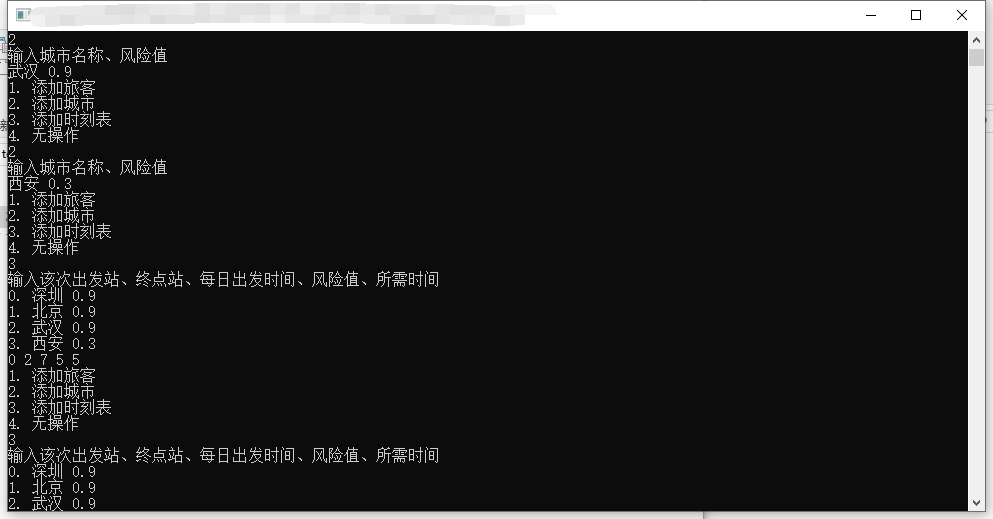 2
输入城市名称、风险值
武汉 0.9
1. 添加旅客
2. 添加城市
3. 添加时刻表
4. 无操作
2
输入城市名称、风险值
西安 0.3
1. 添加旅客
2. 添加城市
3. 添加时刻表
4. 无操作
3
输入该次出发站、终点站、每日出发时间、风险值、所需时间
0. 深圳 0.9
1. 北京 0.9
2. 武汉 0.9
3. 西安 0.3
0 2 7 5 5
1. 添加旅客
2. 添加城市
3. 添加时刻表
4. 无操作
3
输入该次出发站、终点站、每日出发时间、风险值、所需时间
0. 深圳 0.9
1. 北京 0.9
2. 武汉 0.9